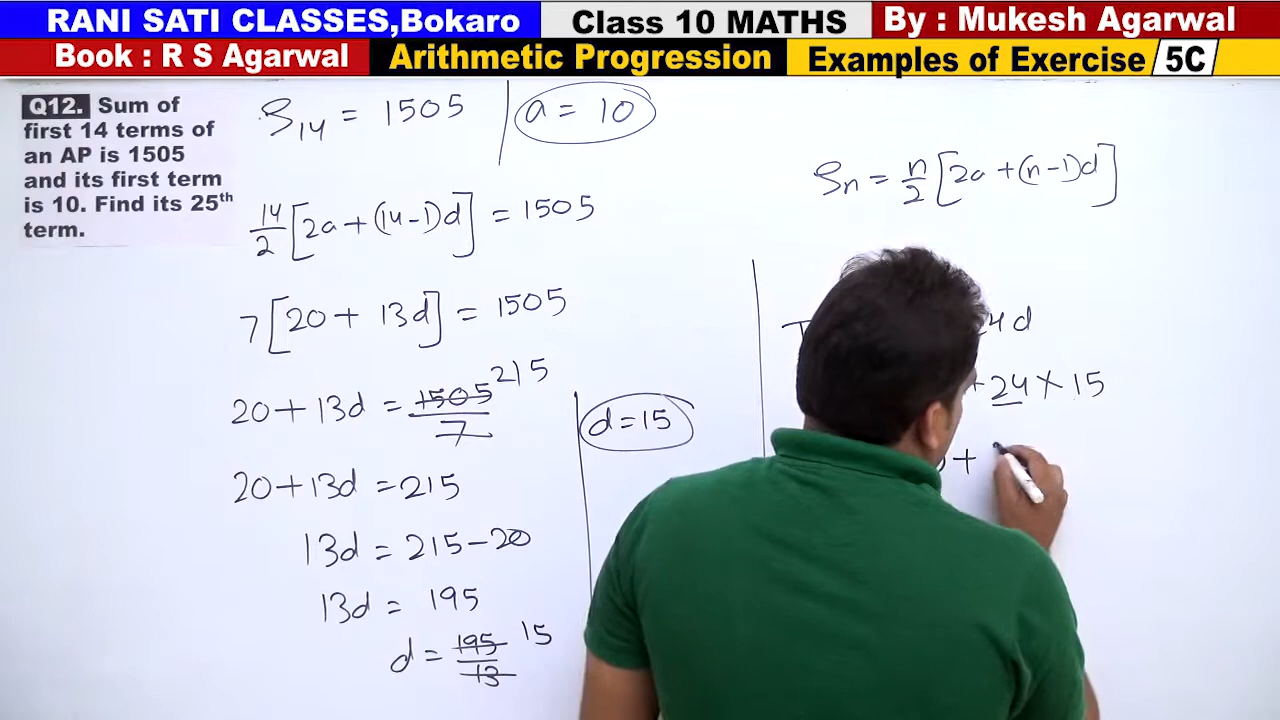 RANI SATI CLASSES,Bokaro
Class 10 MATHS
By : Mukesh Agarwal
Book : R S Agarwal
Arithmetic Progression
Examples of Exercise 5C
Q12. Sum of
first 14 terms of
an AP is 1505
and its first term
is 10. Find its 25th
term.
S14 = 1505
a = 10
14/2 [2a + (14-1)d] = 1505
7[20 + 13d] = 1505
20 + 13d = 1505/7 215
20 + 13d = 215
13d = 215 - 20
13d = 195
d = 195/13 15
d = 15
Sn = n/2 [2a + (n-1)d]
T 24d
+ 24 × 15
+